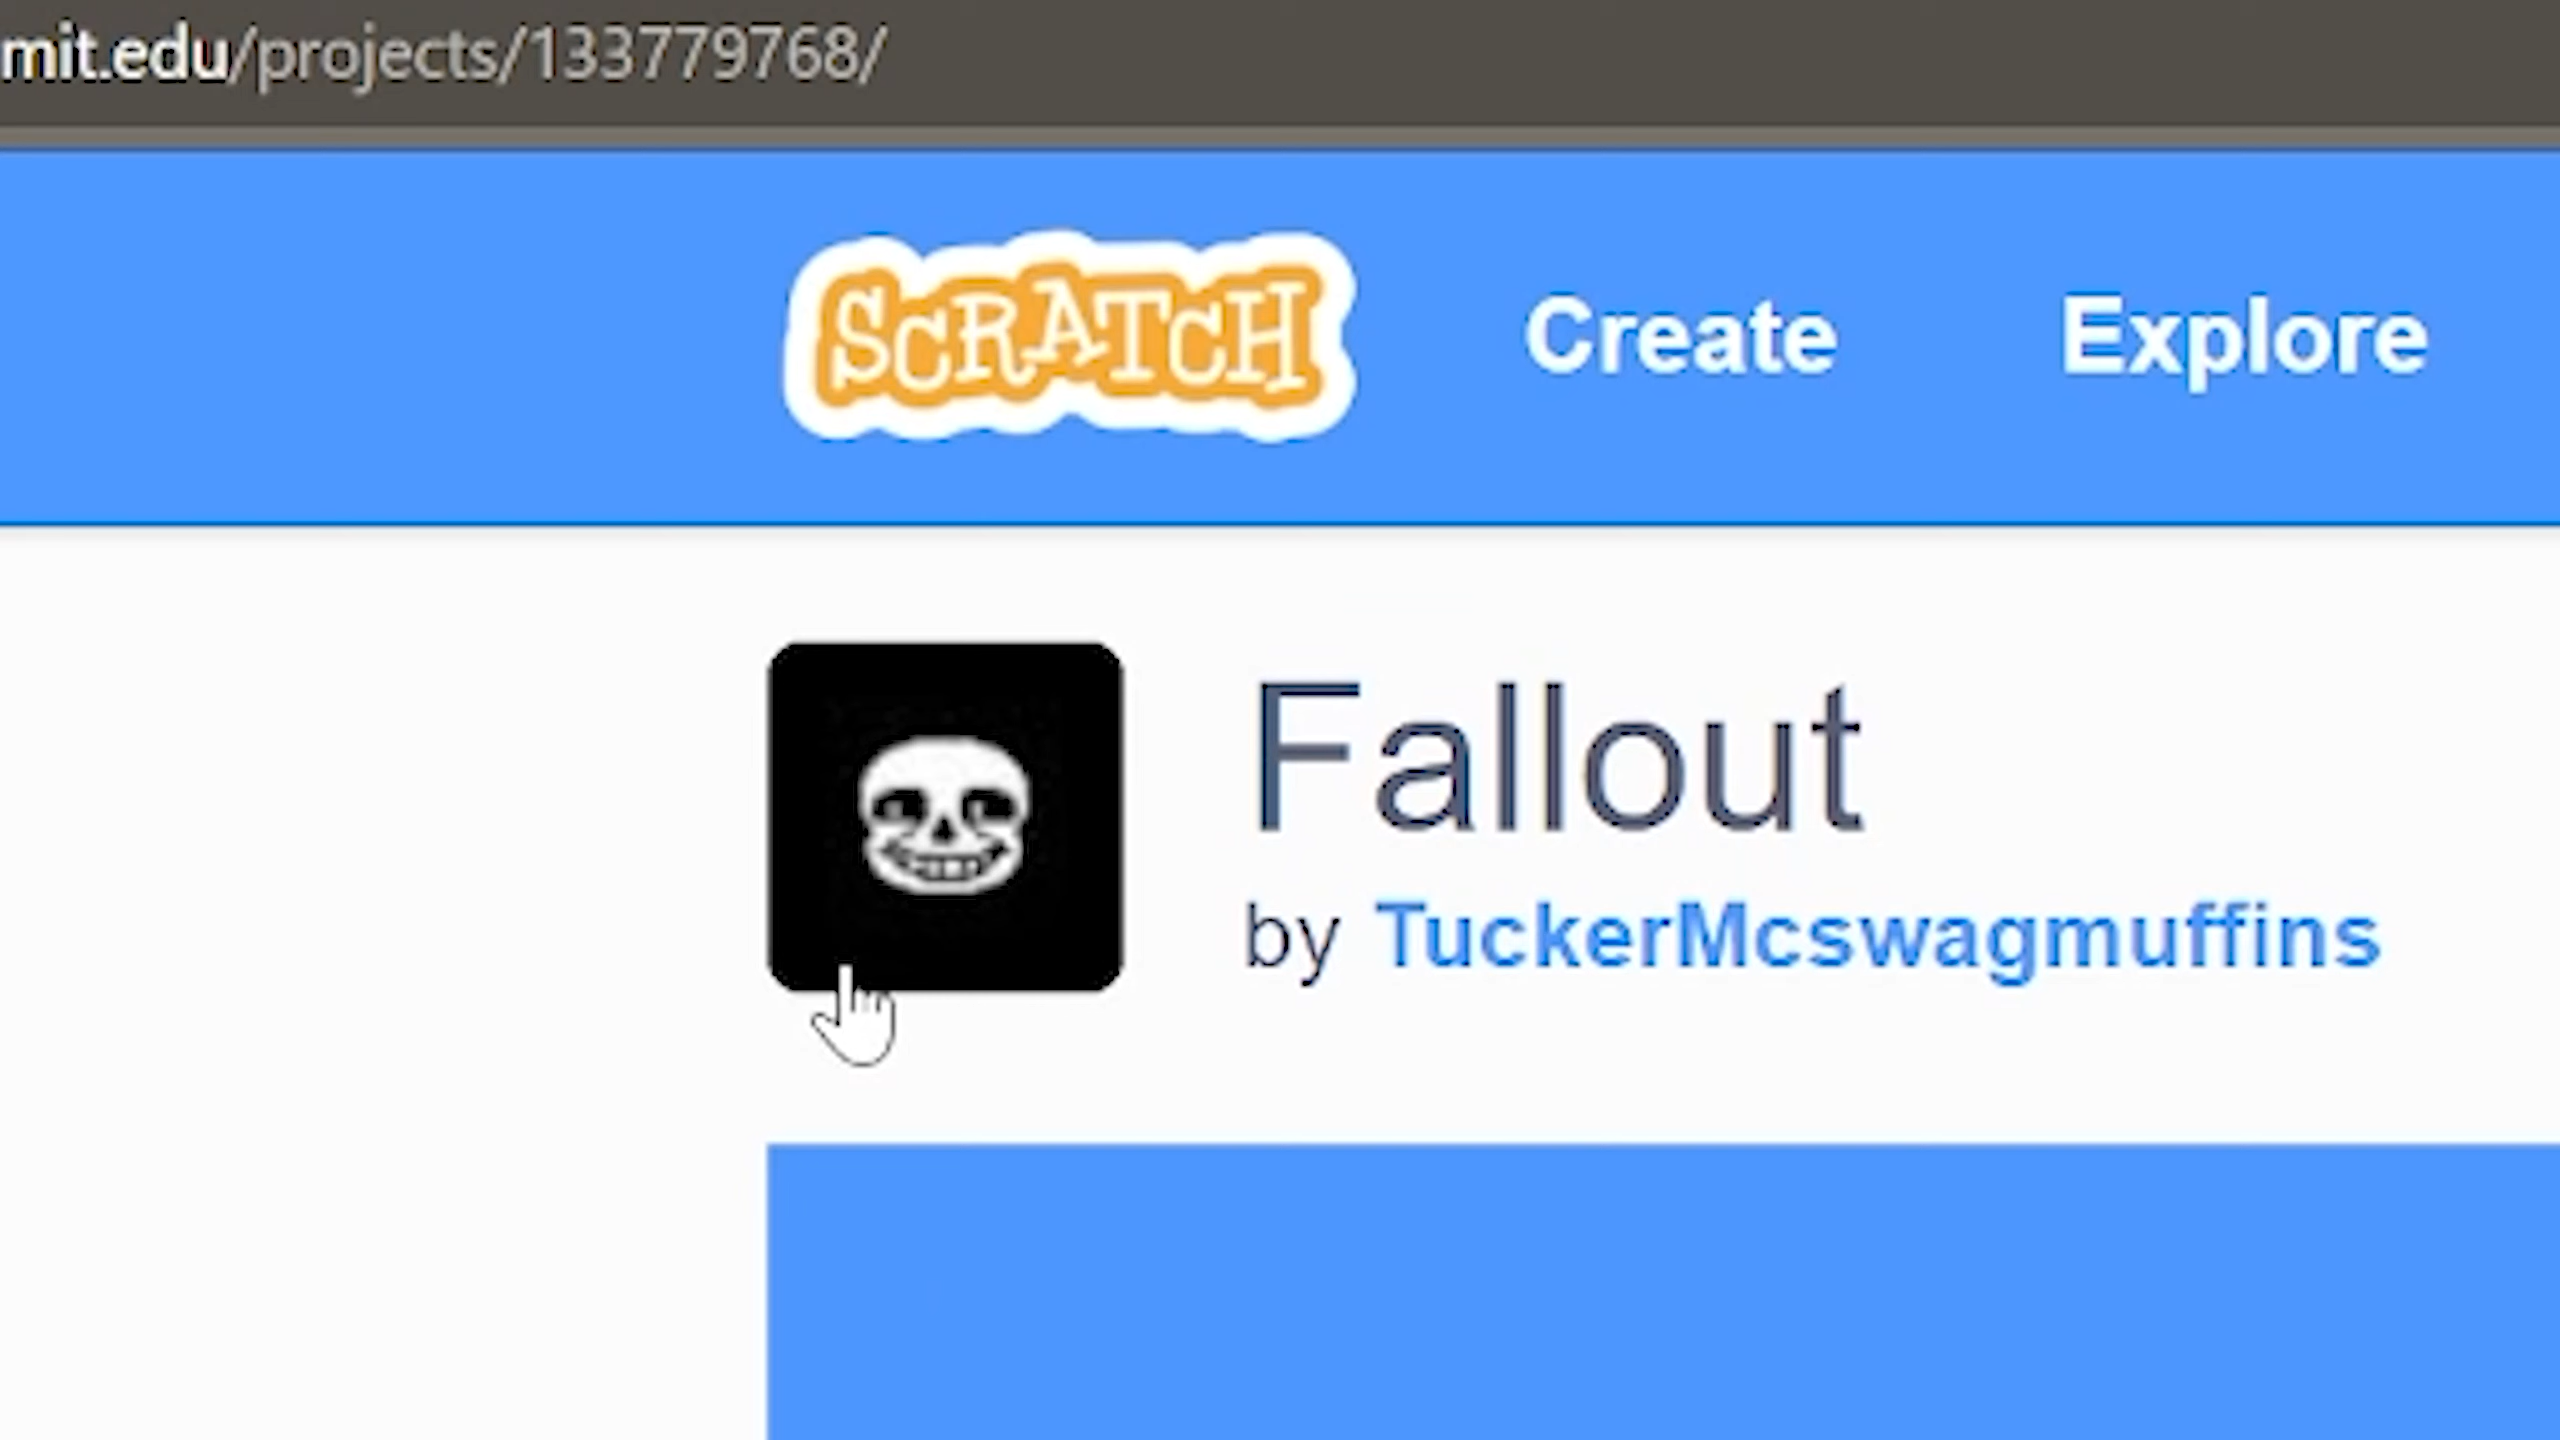 mit.edu/projects/133779768/
SCRATCH Create Explore
Fallout
by TuckerMcswagmuffins